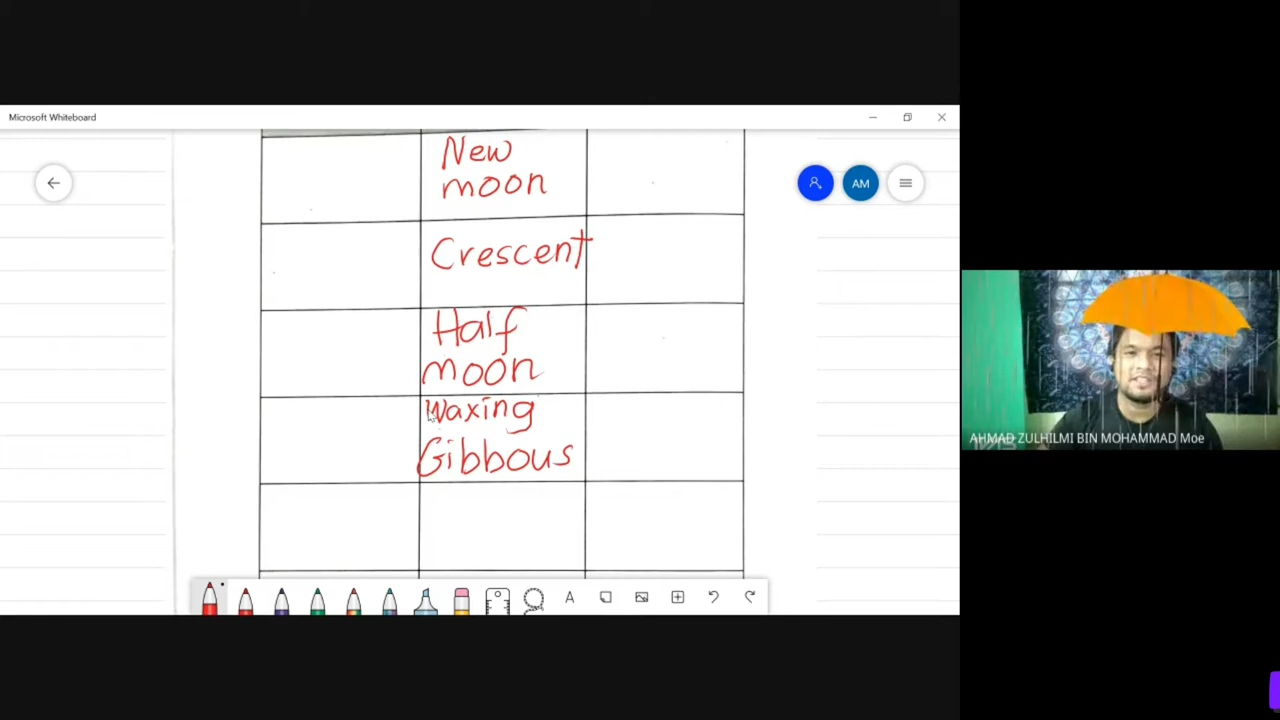 Microsoft Whiteboard
New
moon
AM
Crescent
Half
moon
Waxing
Gibbous
AHMAD ZULHILMI BIN MOHAMMAD Moe
A